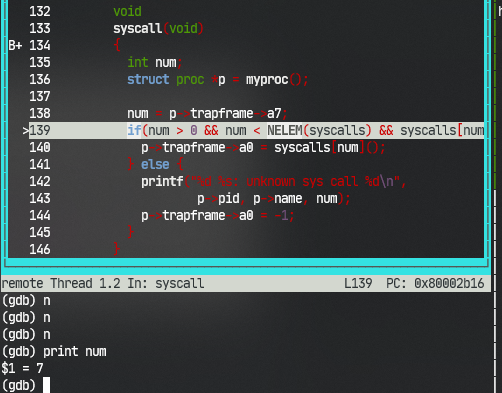 132 void
133 syscall(void)
B+ 134 {
135 int num;
136 struct proc *p = myproc();
137
138 num = p->trapframe->a7;
>139 if(num > 0 && num < NELEM(syscalls) && syscalls[num
140 p->trapframe->a0 = syscalls[num]();
141 } else {
142 printf("%d %s: unknown sys call %d\n",
143 p->pid, p->name, num);
144 p->trapframe->a0 = -1;
145 }
146 }
remote Thread 1.2 In: syscall L139 PC: 0x80002b16
(gdb) n
(gdb) n
(gdb) n
(gdb) print num
$1 = 7
(gdb)